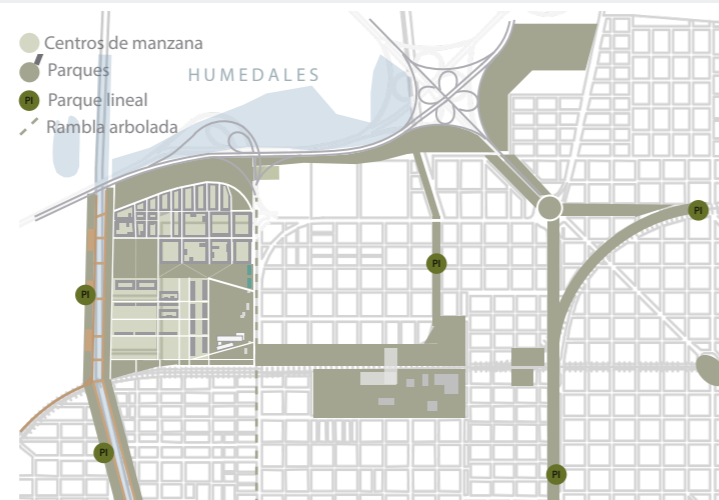 Centros de manzana
Parques
HUMEDALES
PI Parque lineal
Rambla arbolada
PI
PI
PI
PI
PI